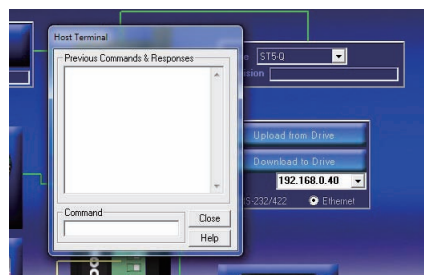 Host Terminal
Previous Commands & Responses
ST5-Q
Upload from Drive
Download to Drive
192.168.0.40
Ethernet
Command
Close
Help